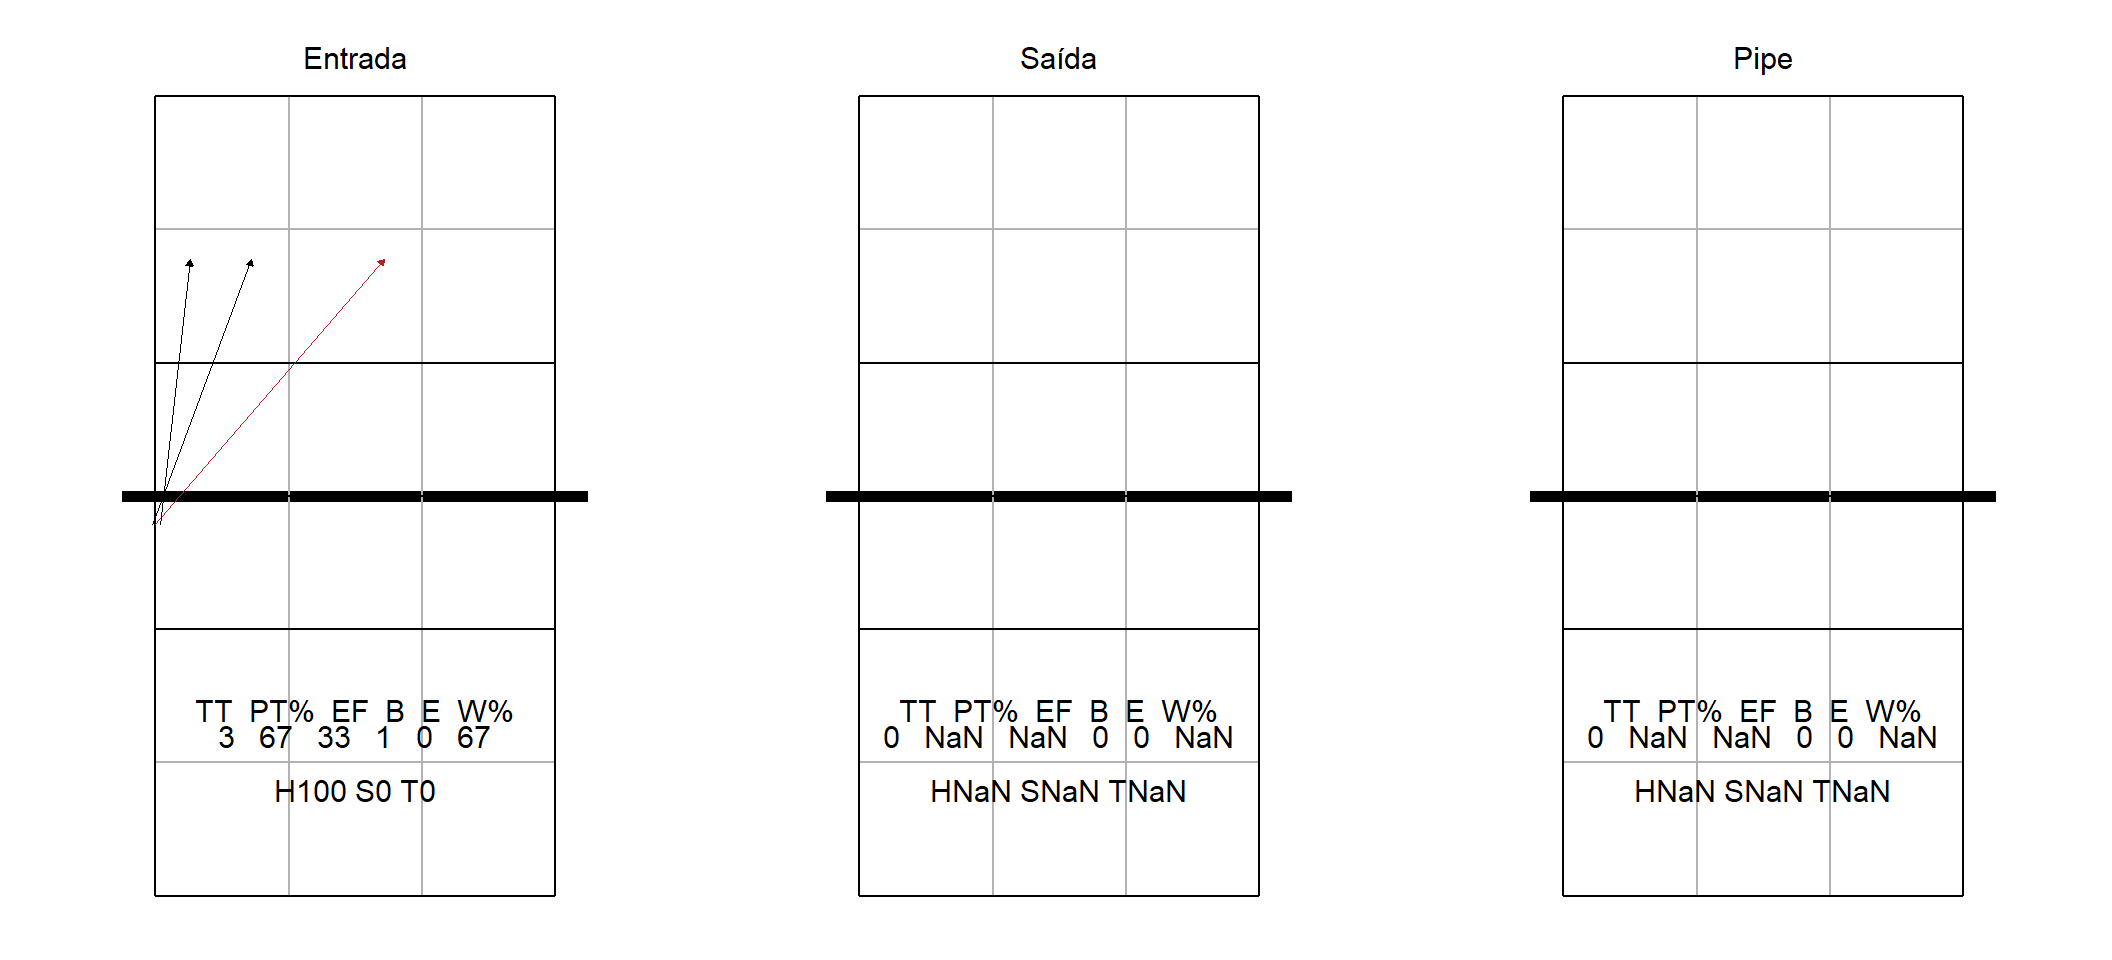 Entrada
TT PT% EF B E W%
3 67 33 1 0 67
H100 S0 T0
Saída
TT PT% EF B E W%
0 NaN NaN 0 0 NaN
HNaN SNaN TNaN
Pipe
TT PT% EF B E W%
0 NaN NaN 0 0 NaN
HNaN SNaN TNaN